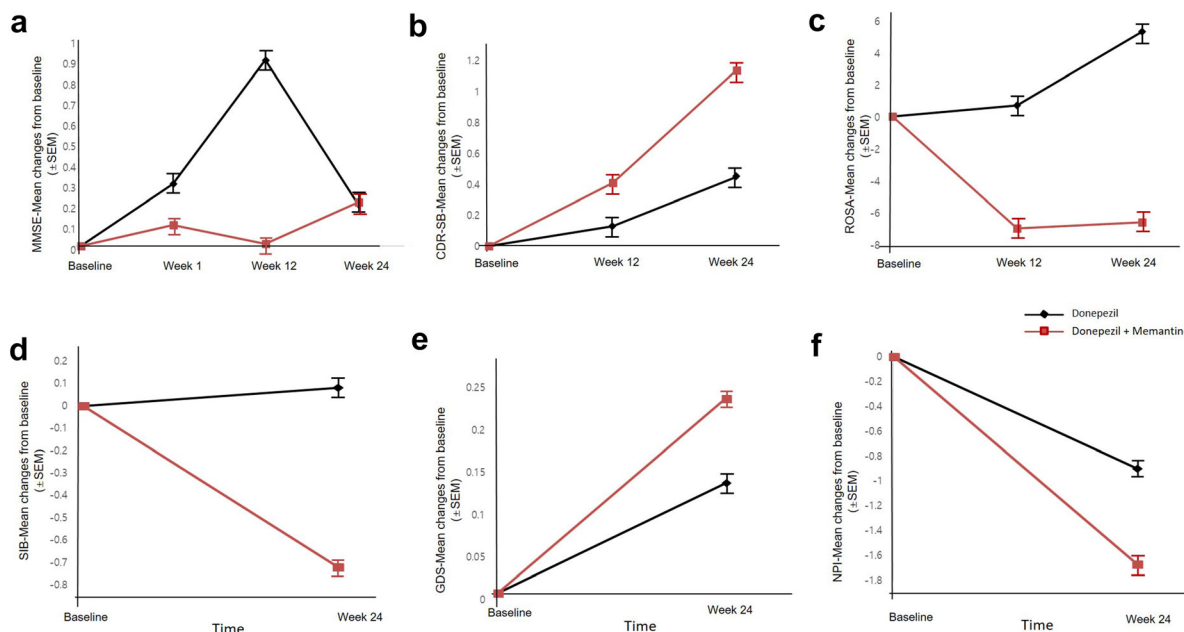 a
MMSE-Mean changes from baseline
(±SEM)
1
0.9
0.8
0.7
0.6
0.5
0.4
0.3
0.2
0.1
0
Baseline
Week 1
Week 12
Week 24
b
CDR-SB-Mean changes from baseline
(±SEM)
1.2
1
0.8
0.6
0.4
0.2
0
Baseline
Week 12
Week 24
c
ROSA-Mean changes from baseline
(±SEM)
6
4
2
0
-2
-4
-6
-8
Baseline
Week 12
Week 24
Donepezil
Donepezil + Memantin
d
SIB-Mean changes from baseline
(±SEM)
0.2
0.1
0
-0.1
-0.2
-0.3
-0.4
-0.5
-0.6
-0.7
-0.8
Baseline
Week 24
Time
e
GDS-Mean changes from baseline
(±SEM)
0.25
0.2
0.15
0.1
0.05
0
Baseline
Week 24
Time
f
NPI-Mean changes from baseline
(±SEM)
0
-0.2
-0.4
-0.6
-0.8
-1
-1.2
-1.4
-1.6
-1.8
Baseline
Week 24
Time